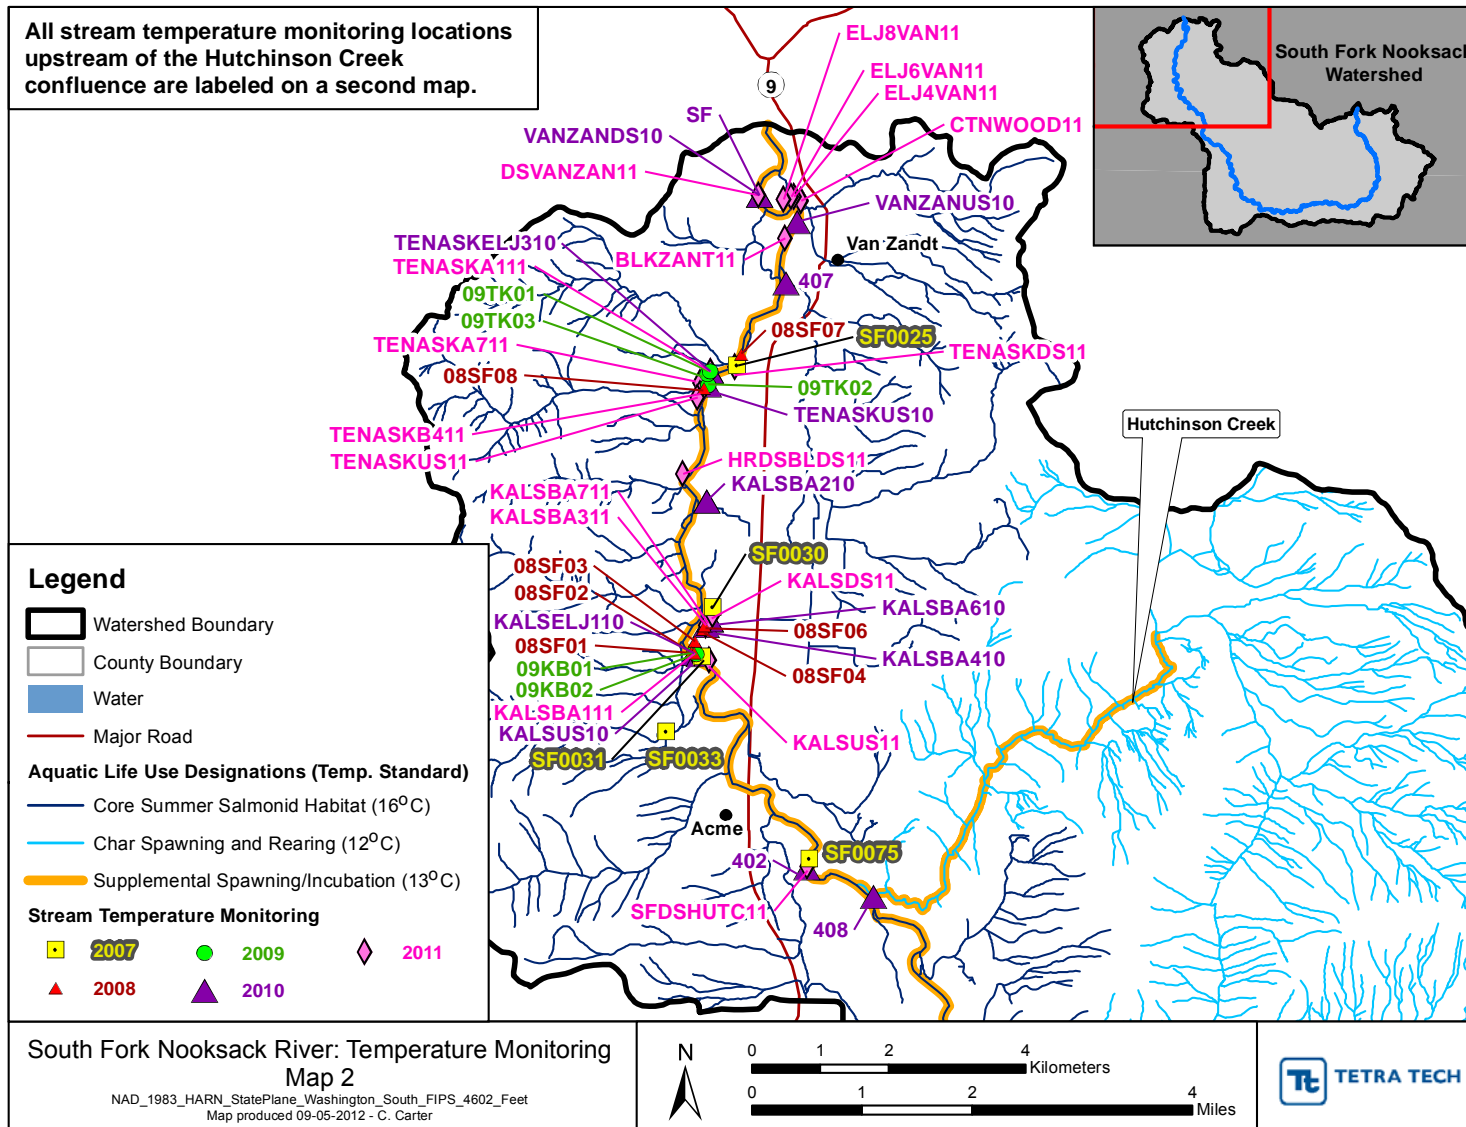 All stream temperature monitoring locations
upstream of the Hutchinson Creek
confluence are labeled on a second map.
South Fork Nooksack
Watershed
9
ELJ8VAN11
ELJ6VAN11
ELJ4VAN11
SF
CTNWOOD11
VANZANDS10
DSVANZAN11
VANZANUS10
TENASKELJ310
Van Zandt
BLKZANT11
TENASKA111
407
09TK01
09TK03
08SF07
SF0025
TENASKA711
TENASKDS11
08SF08
09TK02
TENASKUS10
Hutchinson Creek
TENASKB411
TENASKUS11
HRDSBLDS11
KALSBA711
KALSBA210
KALSBA311
SF0030
08SF03
KALSDS11
08SF02
KALSBA610
KALSELJ110
08SF06
08SF01
KALSBA410
09KB01
08SF04
09KB02
KALSBA111
KALSUS10
KALSUS11
SF0031
SF0033
Acme
SF0075
402
SFDSHUTC11
408
Legend
Watershed Boundary
County Boundary
Water
Major Road
Aquatic Life Use Designations (Temp. Standard)
Core Summer Salmonid Habitat (16°C)
Char Spawning and Rearing (12°C)
Supplemental Spawning/Incubation (13°C)
Stream Temperature Monitoring
2007 2009 2011
2008 2010
South Fork Nooksack River: Temperature Monitoring
Map 2
NAD_1983_HARN_StatePlane_Washington_South_FIPS_4602_Feet
Map produced 09-05-2012 - C. Carter
N
0 1 2 4
Kilometers
0 1 2 4
Miles
Tt TETRA TECH